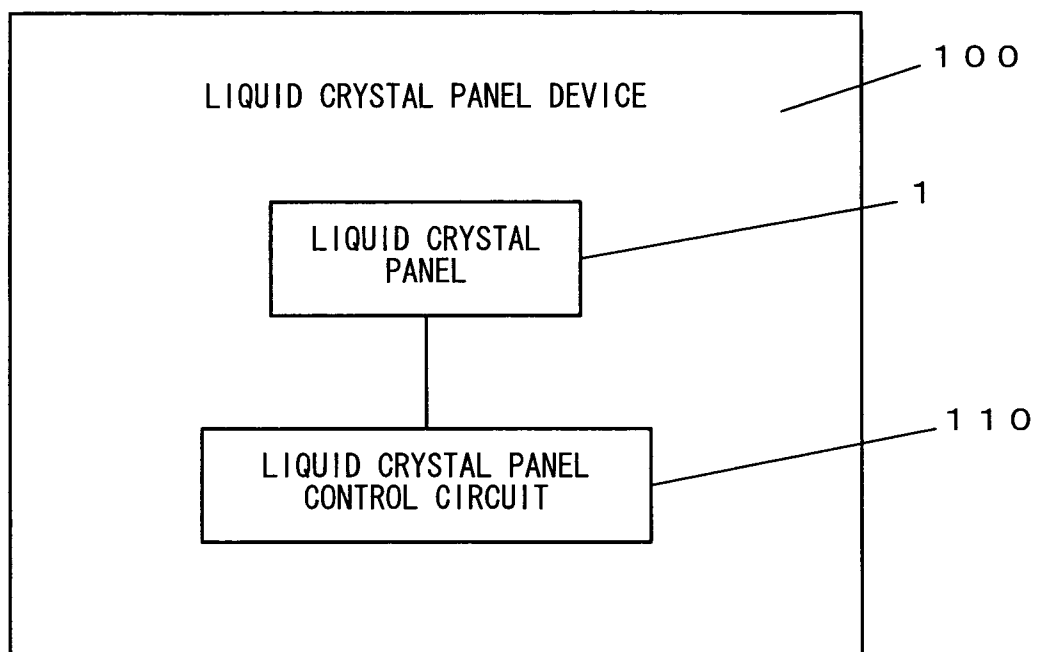 100
LIQUID CRYSTAL PANEL DEVICE
1
LIQUID CRYSTAL
PANEL
110
LIQUID CRYSTAL PANEL
CONTROL CIRCUIT